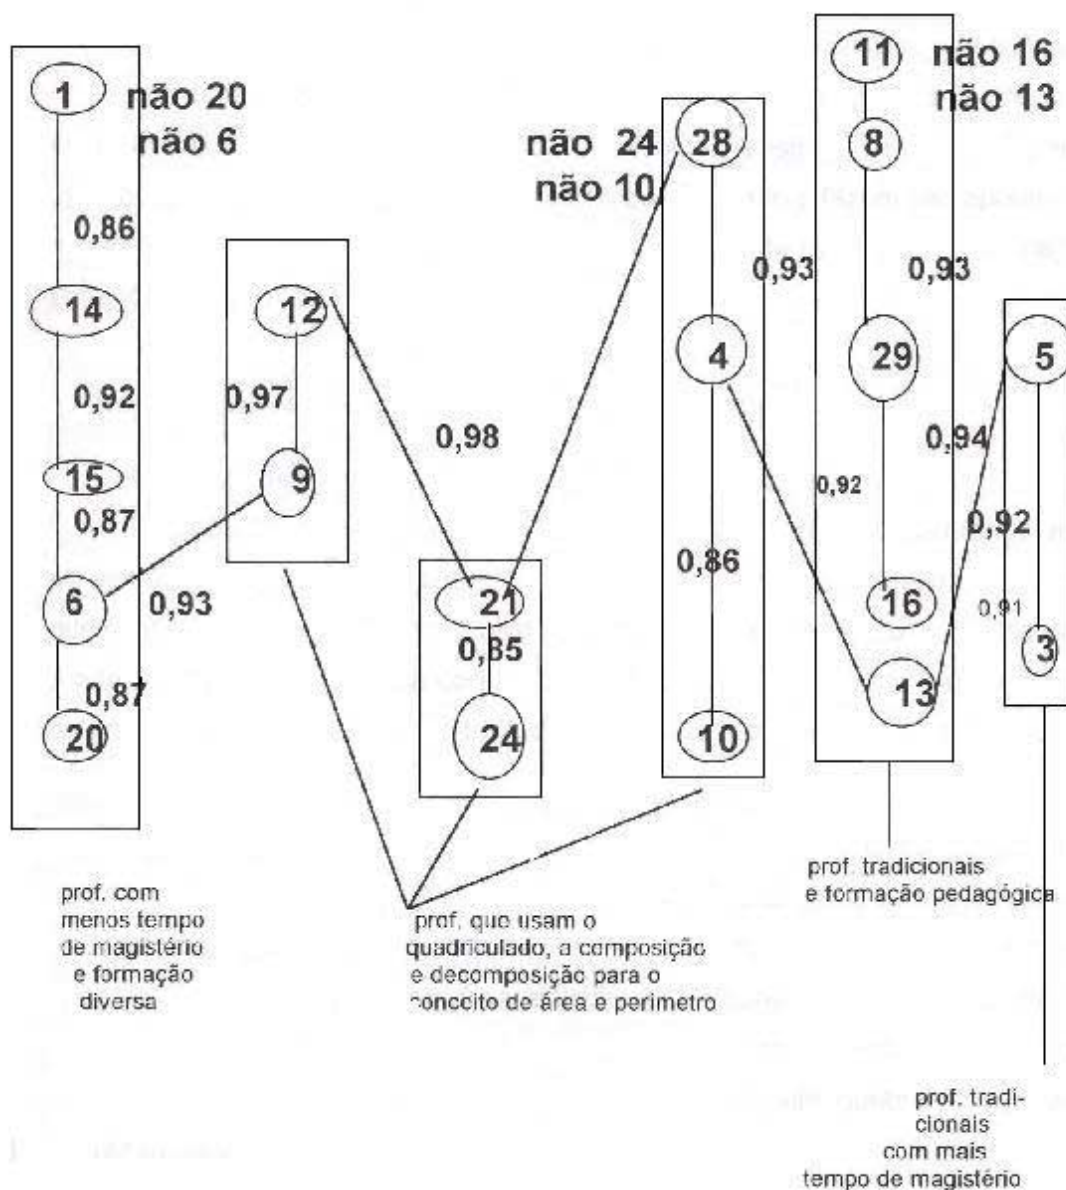 1
não 20
não 6
0,86
14
0,92
15
0,87
6
0,93
0,87
20
12
0,97
9
0,98
21
0,85
24
não 24
não 10
28
0,93
4
0,86
10
11
não 16
não 13
8
0,93
29
0,94
0,92
16
13
5
0,92
0,91
3
prof. com
menos tempo
de magistério
e formação
diversa
prof. que usam o
quadriculado, a composição
e decomposição para o
conceito de área e perímetro
prof. tradicionais
e formação pedagógica
prof. tradi-
cionais
com mais
tempo de magistério